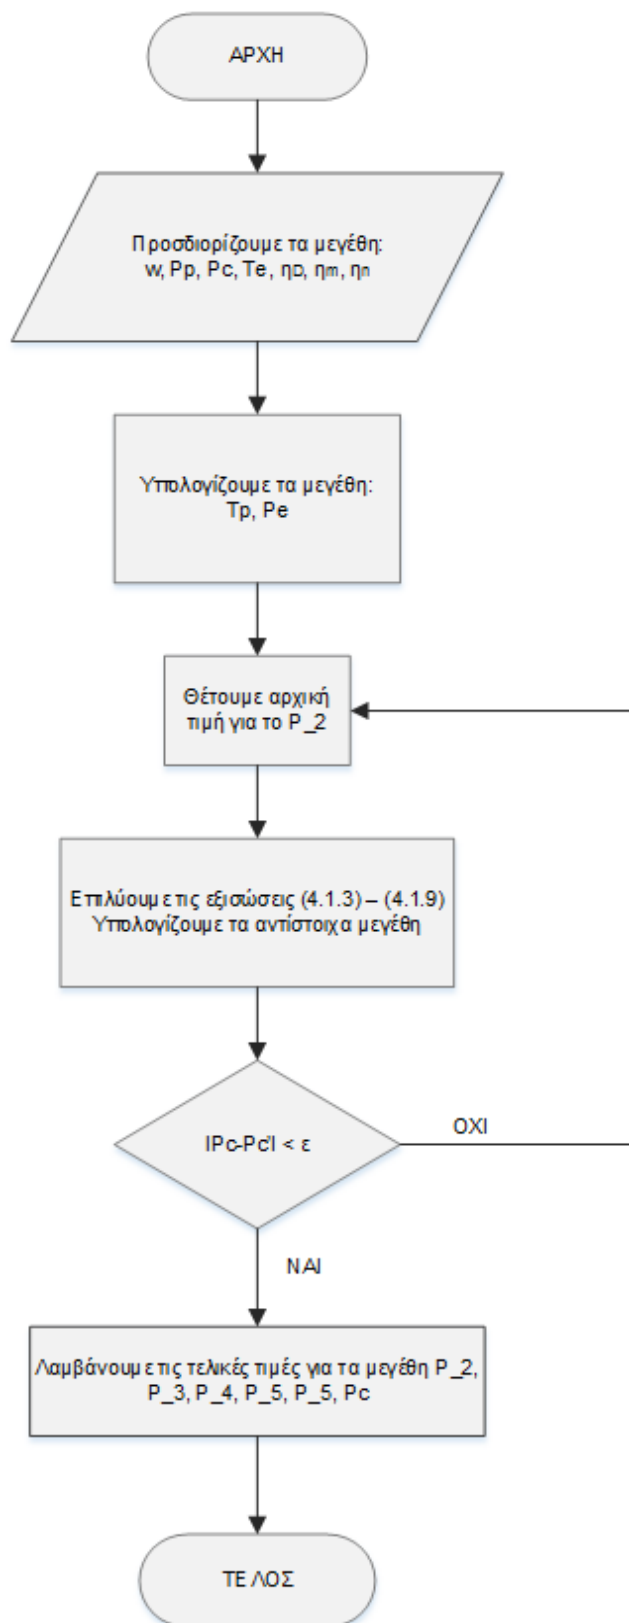 ΑΡΧΗ
Προσδιορίζουμε τα μεγέθη:
w, Pp, Pc, Te, ηD, ηm, ηn
Υπολογίζουμε τα μεγέθη:
Tp, Pe
Θέτουμε αρχική
τιμή για το P_2
Επιλύουμε τις εξισώσεις (4.1.3) – (4.1.9)
Υπολογίζουμε τα αντίστοιχα μεγέθη
IPc-Pc'I < ε
ΟΧΙ
ΝΑΙ
Λαμβάνουμε τις τελικές τιμές για τα μεγέθη P_2,
P_3, P_4, P_5, P_5, Pc
ΤΕΛΟΣ